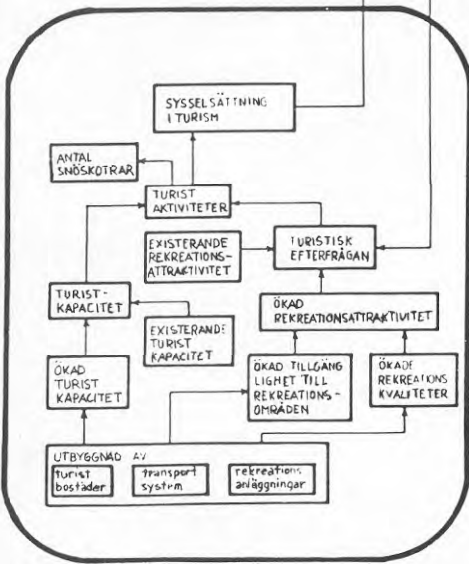 SYSSELSÄTTNING
I TURISM
ANTAL
SNÖSKOTRAR
TURIST
AKTIVITETER
EXISTERANDE
REKREATIONS-
ATTRAKTIVITET
TURISTISK
EFTERFRÅGAN
TURIST-
KAPACITET
EXISTERANDE
TURIST
KAPACITET
ÖKAD
REKREATIONSATTRAKTIVITET
ÖKAD
TURIST
KAPACITET
ÖKAD TILLGÄNG
LIGHET TILL
REKREATIONS-
OMRÅDEN
ÖKADE
REKREATIONS
KVALITETER
UTBYGGNAD AV
turist
bostäder
transport
system
rekreations
anläggningar